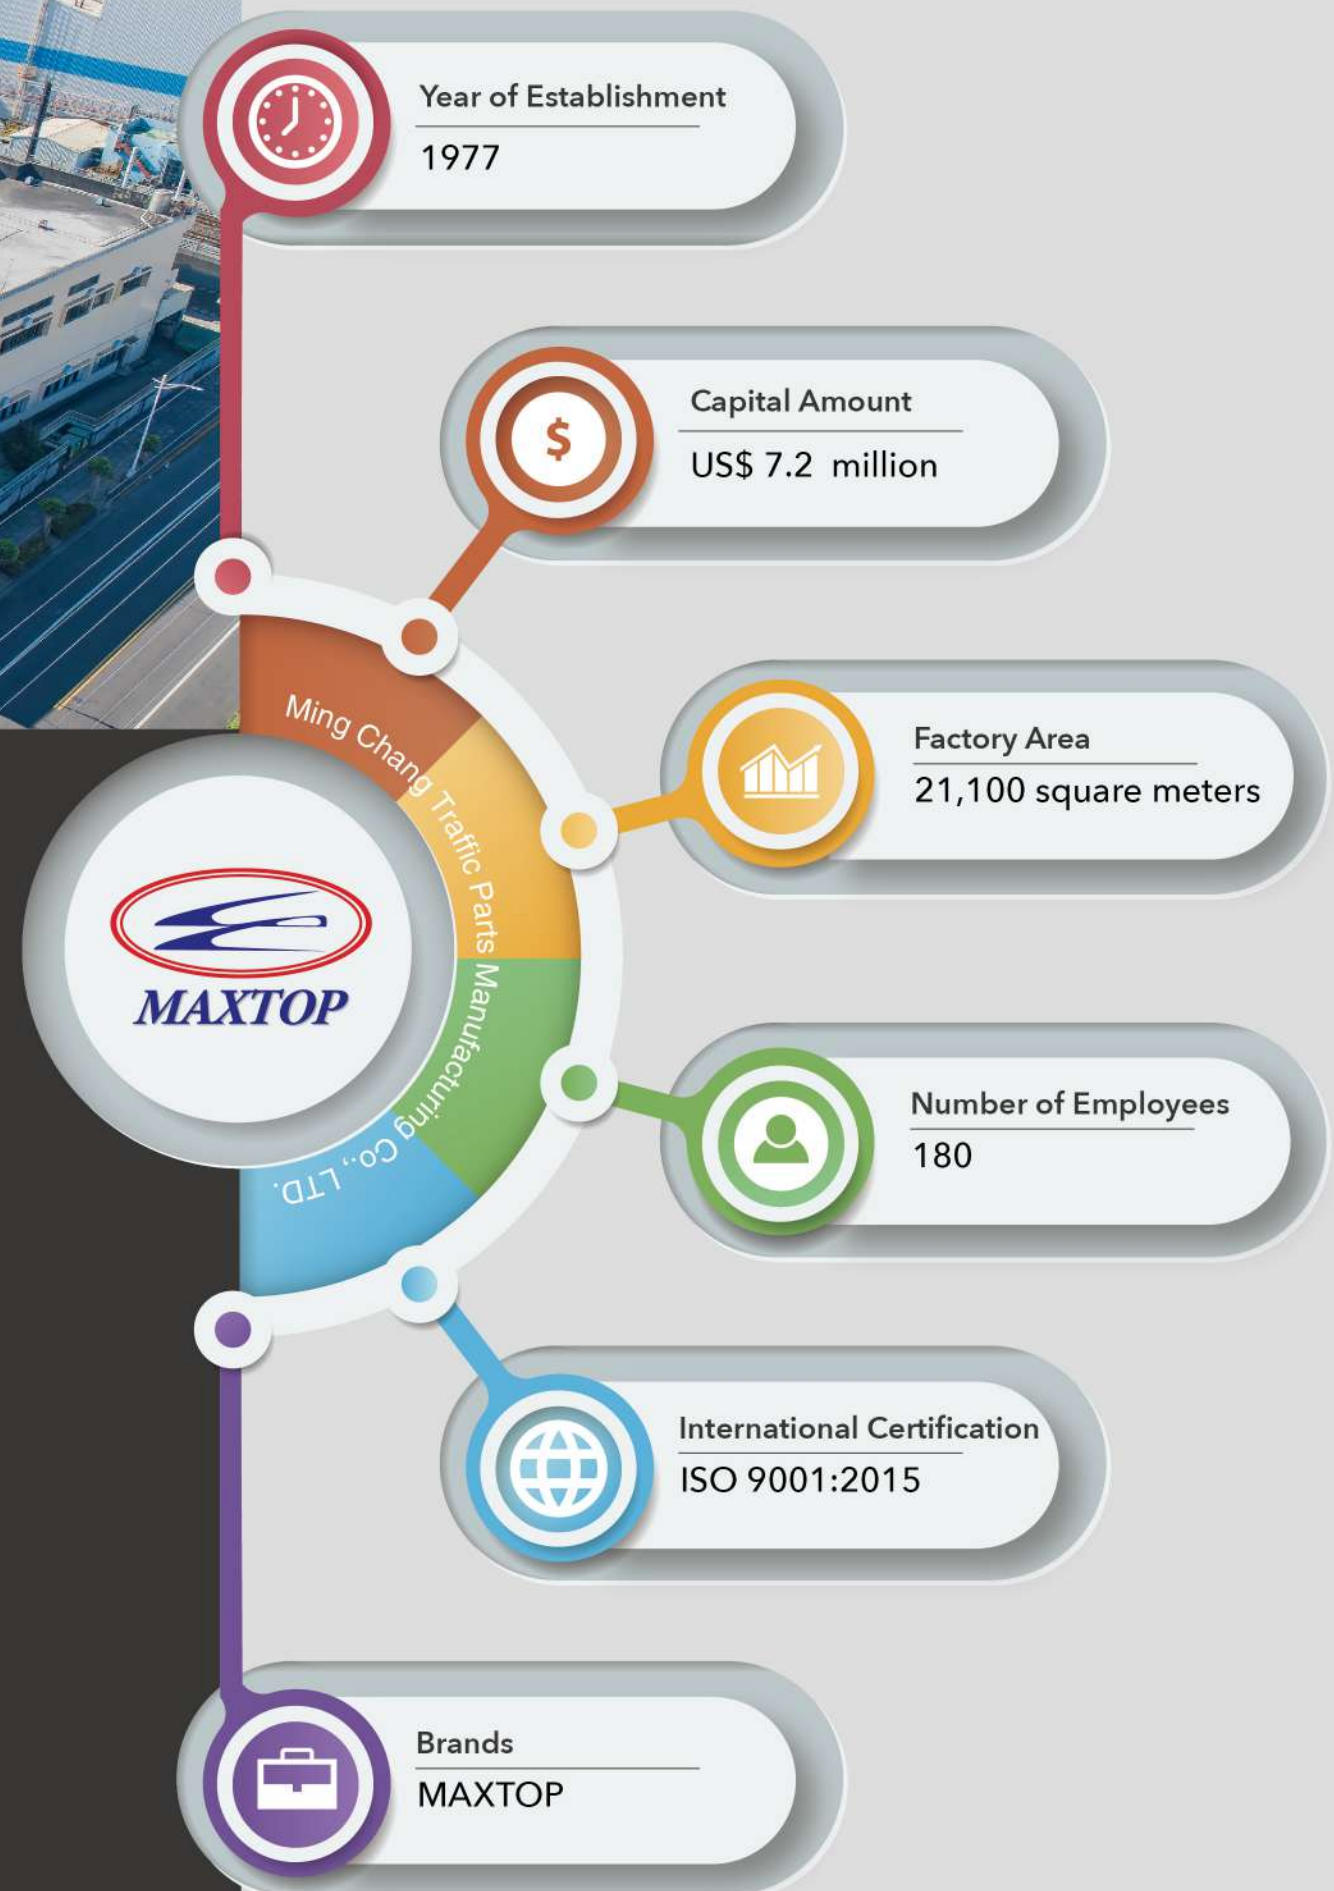 Year of Establishment
1977
$
Capital Amount
US$ 7.2 million
Ming Chang Traffic Parts Manufacturing Co., LTD.
Factory Area
21,100 square meters
MAXTOP
Number of Employees
180
International Certification
ISO 9001:2015
Brands
MAXTOP